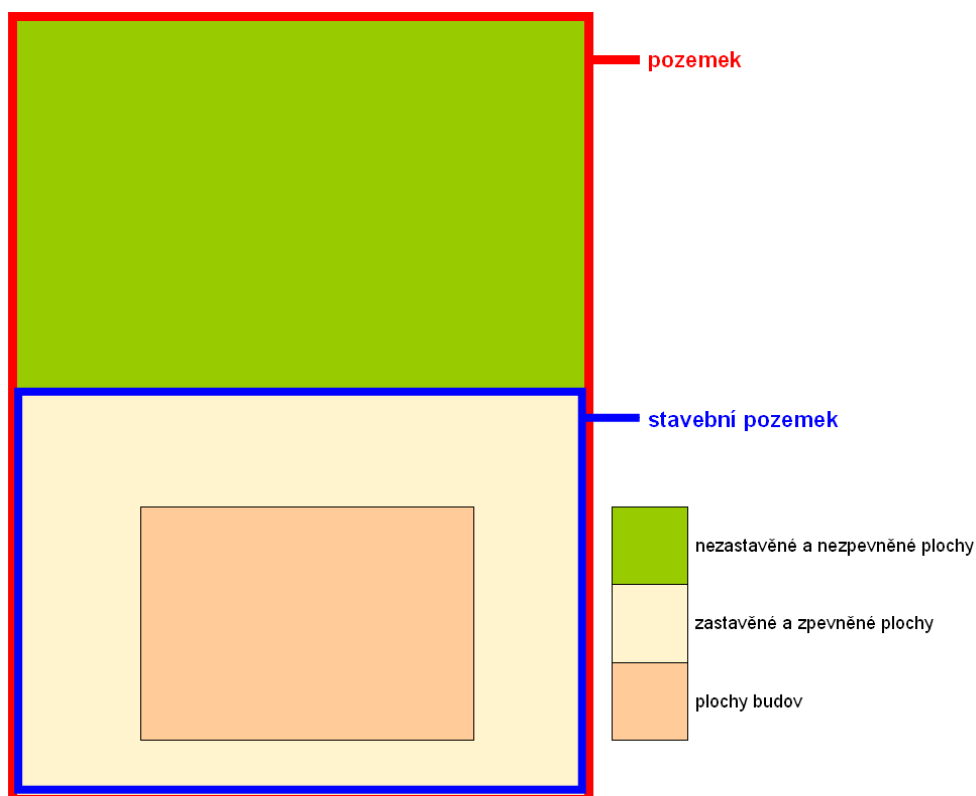 pozemek
stavební pozemek
nezastavěné a nezpevněné plochy
zastavěné a zpevněné plochy
plochy budov